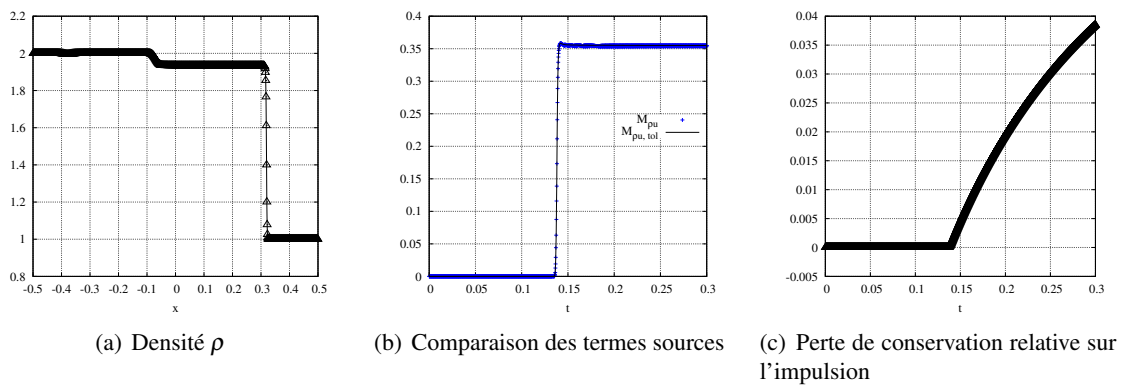 2.2
2
1.8
1.6
1.4
1.2
1
0.8
-0.5 -0.4 -0.3 -0.2 -0.1 0 0.1 0.2 0.3 0.4 0.5
x
(a) Densité ρ
0.4
0.35
0.3
0.25
0.2
0.15
0.1
0.05
0
M_ρu
M_ρu, tol
0 0.05 0.1 0.15 0.2 0.25 0.3
t
(b) Comparaison des termes sources
0.04
0.035
0.03
0.025
0.02
0.015
0.01
0.005
0
-0.005
0 0.05 0.1 0.15 0.2 0.25 0.3
t
(c) Perte de conservation relative sur
l'impulsion